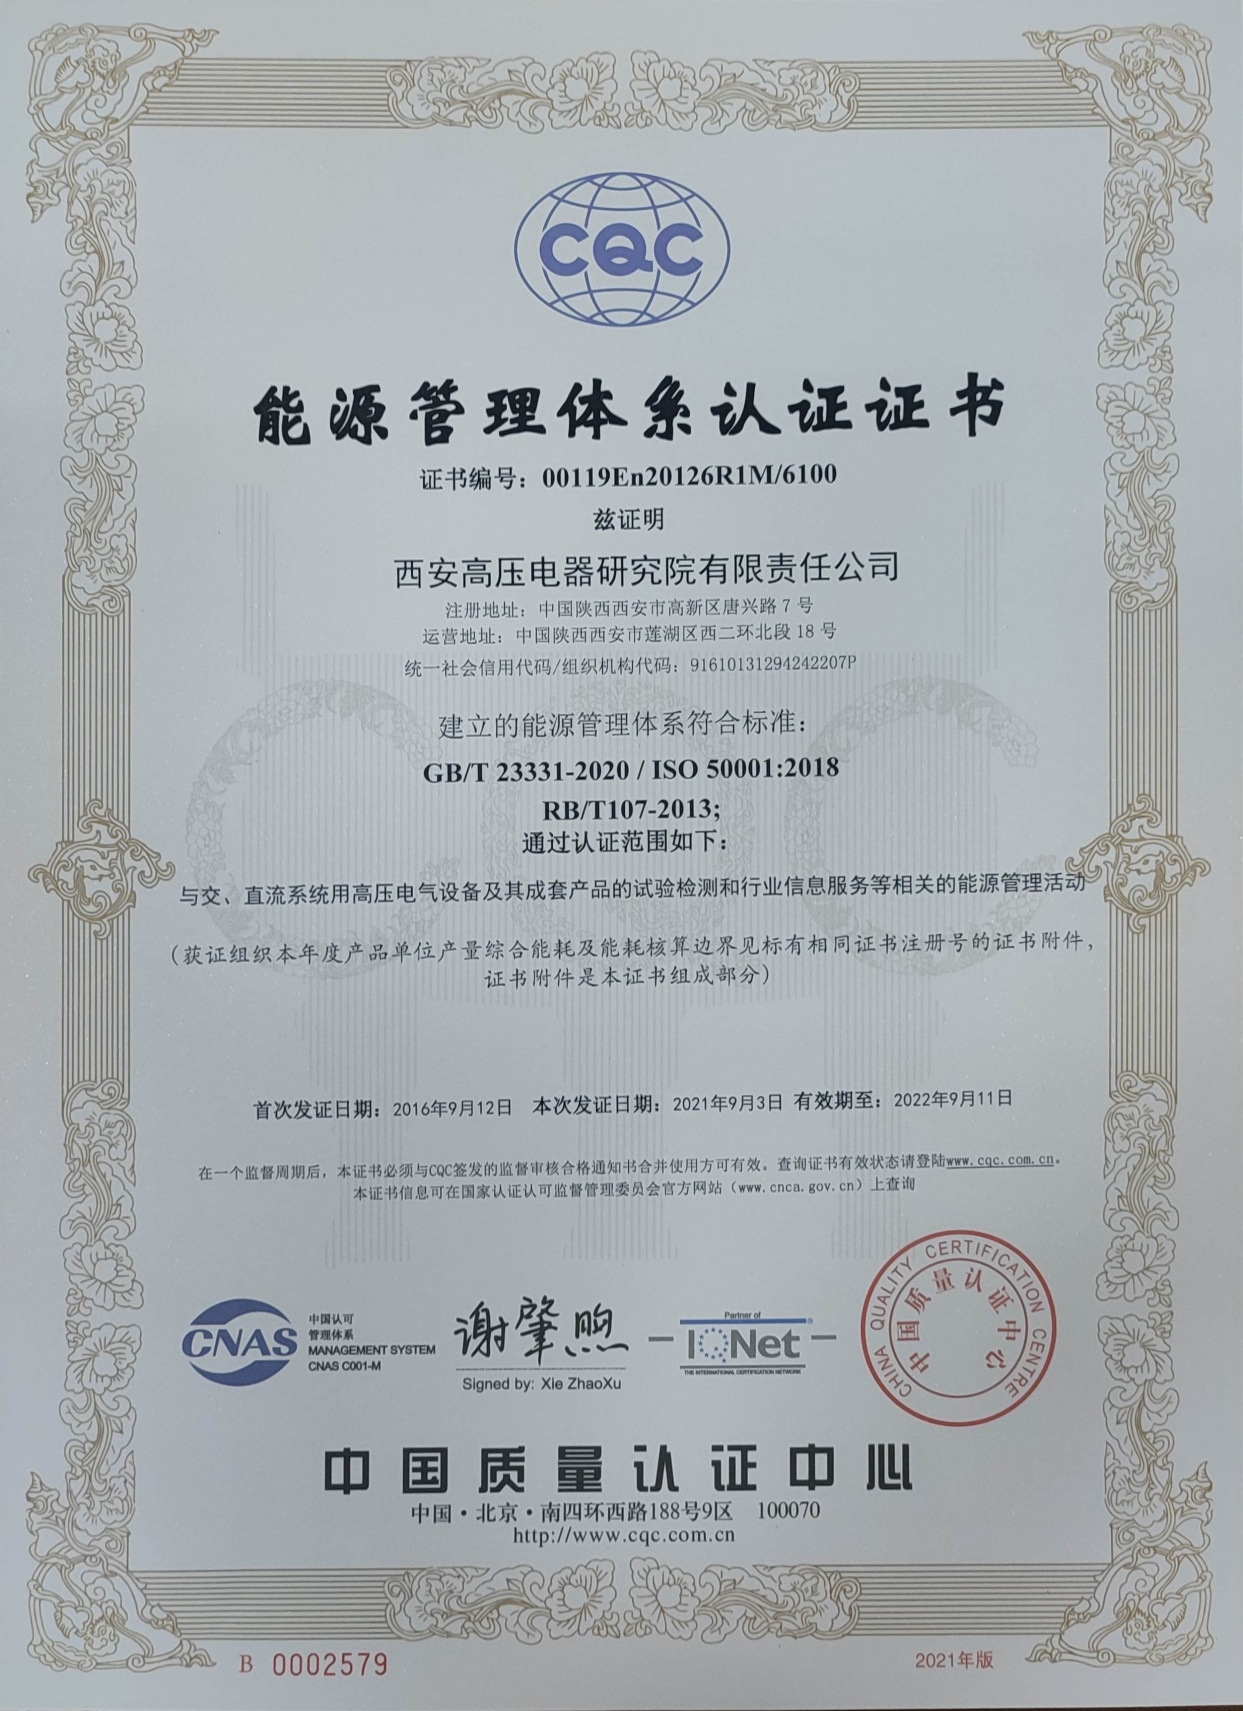 CQC
能源管理体系认证证书
证书编号：00119En20126R1M/6100
兹证明
西安高压电器研究院有限责任公司
注册地址：中国陕西西安市高新区唐兴路 7 号
运营地址：中国陕西西安市莲湖区西二环北段 18 号
统一社会信用代码/组织机构代码：91610131294242207P
建立的能源管理体系符合标准：
GB/T 23331-2020 / ISO 50001:2018
RB/T107-2013;
通过认证范围如下：
与交、直流系统用高压电气设备及其成套产品的试验检测和行业信息服务等相关的能源管理活动
（获证组织本年度产品单位产量综合能耗及能耗核算边界见标有相同证书注册号的证书附件，
证书附件是本证书组成部分）
首次发证日期：2016年9月12日 本次发证日期：2021年9月3日 有效期至：2022年9月11日
在一个监督周期后，本证书必须与CQC签发的监督审核合格通知书合并使用方可有效。查询证书有效状态请登陆www.cqc.com.cn。
本证书信息可在国家认证认可监督管理委员会官方网站（www.cnca.gov.cn）上查询
CNAS
中国认可
管理体系
MANAGEMENT SYSTEM
CNAS C001-M
谢肇煦
Signed by: Xie ZhaoXu
Partner of
IQNet
®
THE INTERNATIONAL CERTIFICATION NETWORK
CHINA QUALITY CERTIFICATION CENTRE
中国质量认证中心
中国质量认证中心
中国·北京·南四环西路188号9区 100070
http://www.cqc.com.cn
B 0002579
2021年版